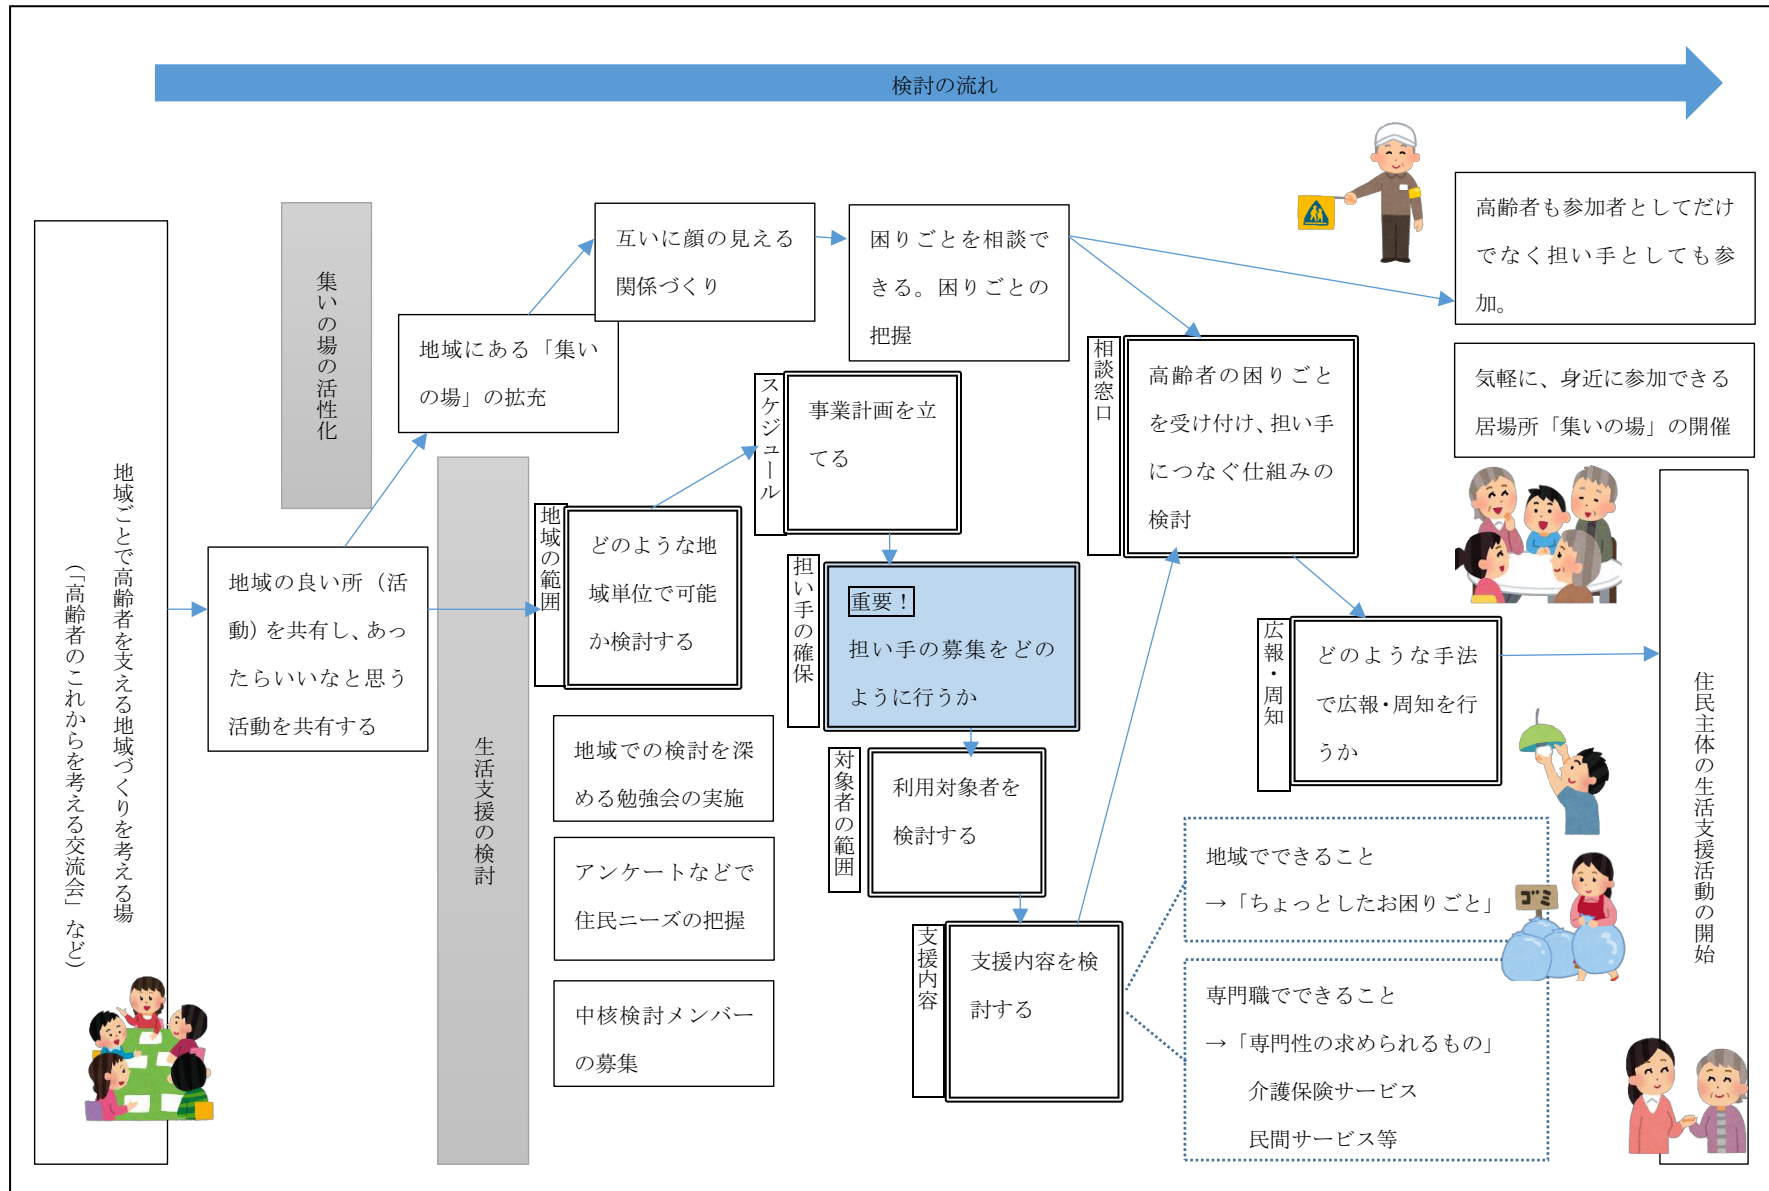 検討の流れ
地域ごとで高齢者を支える地域づくりを考える場
(「高齢者のこれからを考える交流会」など)
地域の良い所（活
動）を共有し、あっ
たらいいなと思う
活動を共有する
集いの場の活性化
地域にある「集い
の場」の拡充
互いに顔の見える
関係づくり
困りごとを相談で
きる。困りごとの
把握
高齢者も参加者としてだけ
でなく担い手としても参
加。
気軽に、身近に参加できる
居場所「集いの場」の開催
生活支援の検討
地域の範囲
どのような地
域単位で可能
か検討する
地域での検討を深
める勉強会の実施
アンケートなどで
住民ニーズの把握
中核検討メンバー
の募集
スケジュール
事業計画を立
てる
担い手の確保
重要！
担い手の募集をどの
ように行うか
対象者の範囲
利用対象者を
検討する
支援内容
支援内容を検
討する
相談窓口
高齢者の困りごと
を受け付け、担い手
につなぐ仕組みの
検討
広報・周知
どのような手法
で広報・周知を行
うか
地域でできること
→「ちょっとしたお困りごと」
ゴミ
専門職でできること
→「専門性の求められるもの」
介護保険サービス
民間サービス等
住民主体の生活支援活動の開始